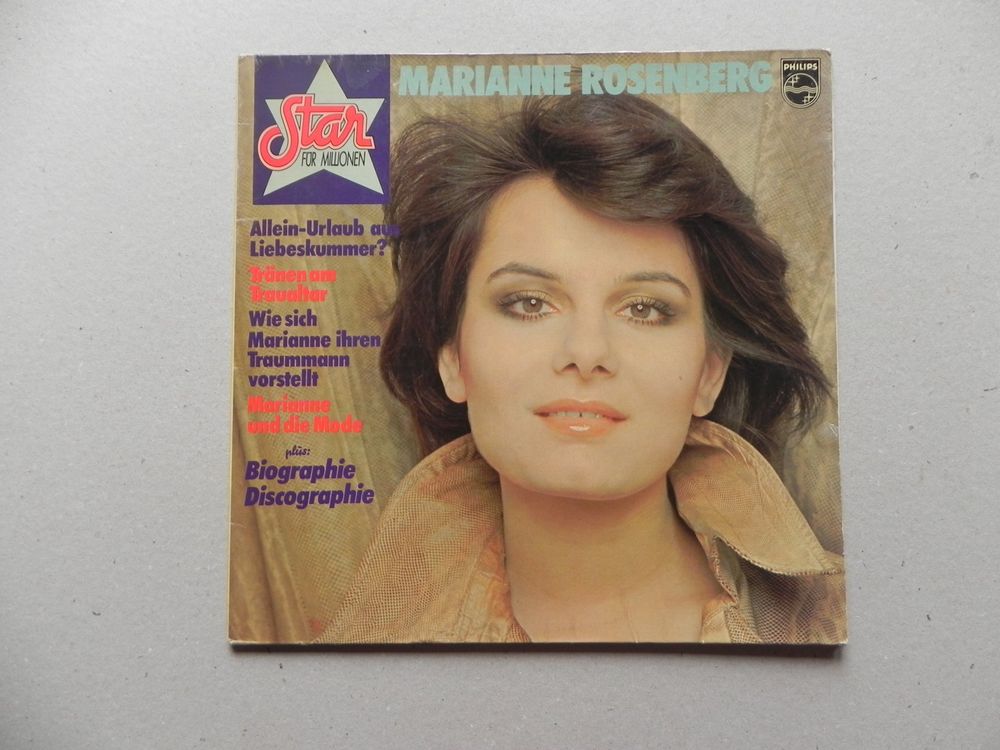 MARIANNE ROSENBERG
PHILIPS
Star
FÜR MILLIONEN
Allein-Urlaub aus
Liebeskummer?
Tränen am
Traualtar
Wie sich
Marianne ihren
Traummann
vorstellt
Marianne
und die Mode
plus:
Biographie
Discographie